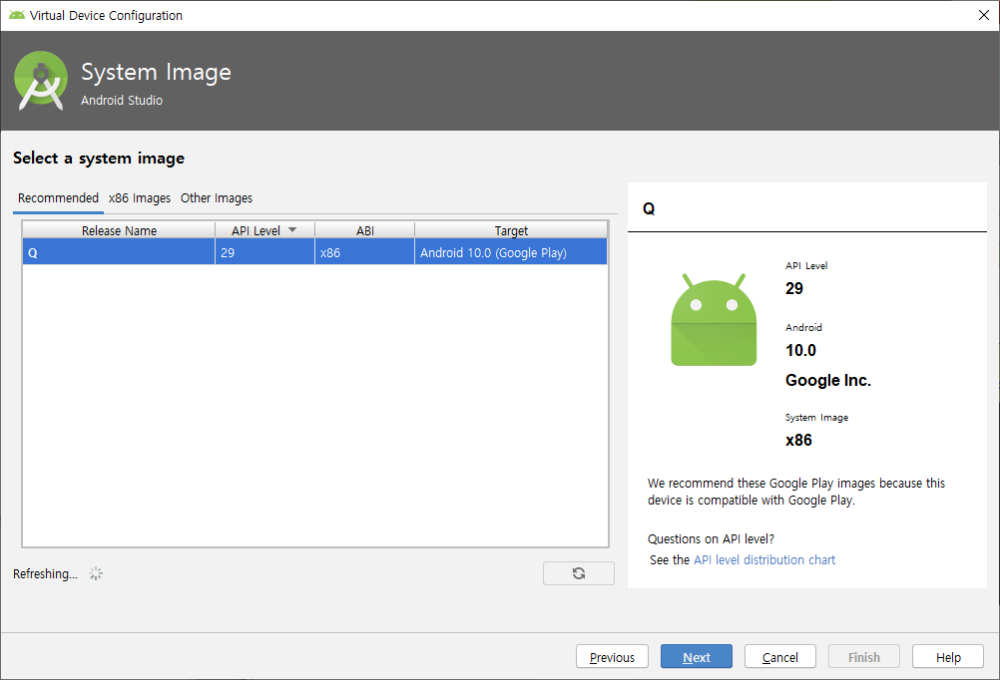 Virtual Device Configuration
System Image
Android Studio
Select a system image
Recommended x86 Images Other Images
Release Name API Level ABI Target
Q 29 x86 Android 10.0 (Google Play)
Refreshing...
Q
API Level
29
Android
10.0
Google Inc.
System Image
x86
We recommend these Google Play images because this
device is compatible with Google Play.
Questions on API level?
See the API level distribution chart
Previous Next Cancel Finish Help